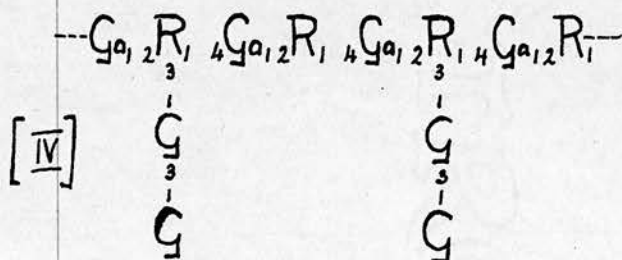 ---Ga₁ ₂R₁ ₄Ga₁ ₂R₁ ₄Ga₁ ₂R₁ ₄Ga₁ ₂R₁---
3 3
[IV] G G
3 3
G G